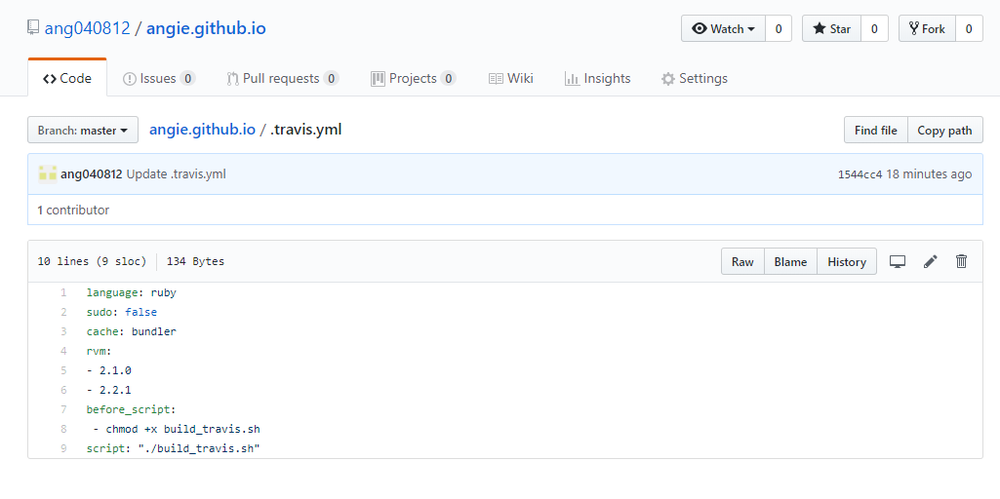 ang040812 / angie.github.io
Watch 0 Star 0 Fork 0
Code Issues 0 Pull requests 0 Projects 0 Wiki Insights Settings
Branch: master angie.github.io / .travis.yml Find file Copy path
ang040812 Update .travis.yml 1544cc4 18 minutes ago
1 contributor
10 lines (9 sloc) 134 Bytes Raw Blame History
1 language: ruby
2 sudo: false
3 cache: bundler
4 rvm:
5 - 2.1.0
6 - 2.2.1
7 before_script:
8  - chmod +x build_travis.sh
9 script: "./build_travis.sh"